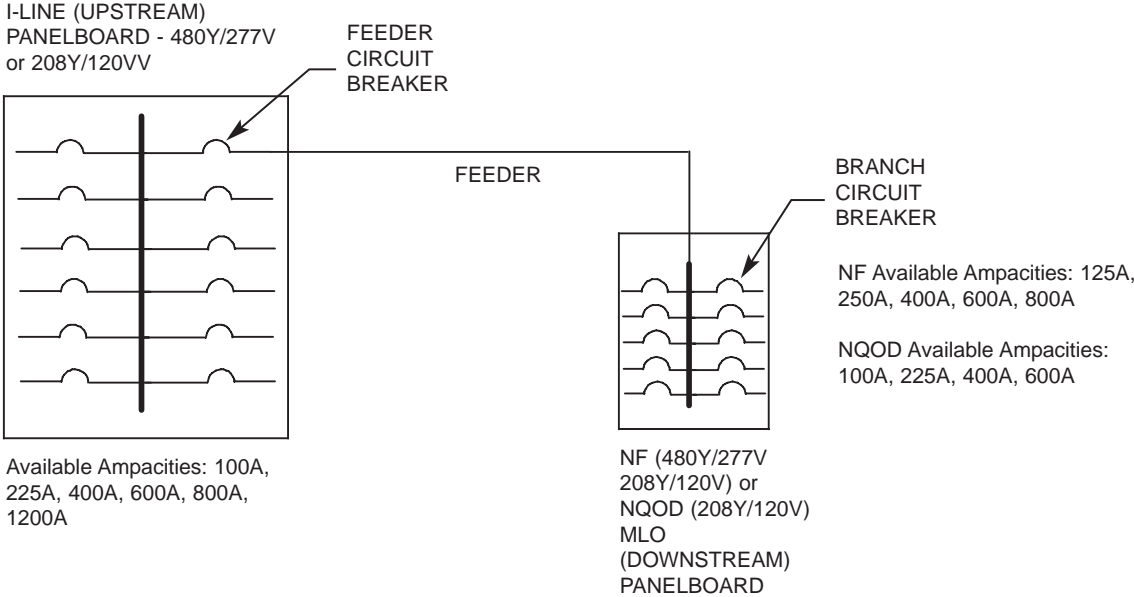 I-LINE (UPSTREAM)
PANELBOARD - 480Y/277V
or 208Y/120VV
FEEDER
CIRCUIT
BREAKER
FEEDER
BRANCH
CIRCUIT
BREAKER
NF Available Ampacities: 125A,
250A, 400A, 600A, 800A
NQOD Available Ampacities:
100A, 225A, 400A, 600A
Available Ampacities: 100A,
225A, 400A, 600A, 800A,
1200A
NF (480Y/277V
208Y/120V) or
NQOD (208Y/120V)
MLO
(DOWNSTREAM)
PANELBOARD